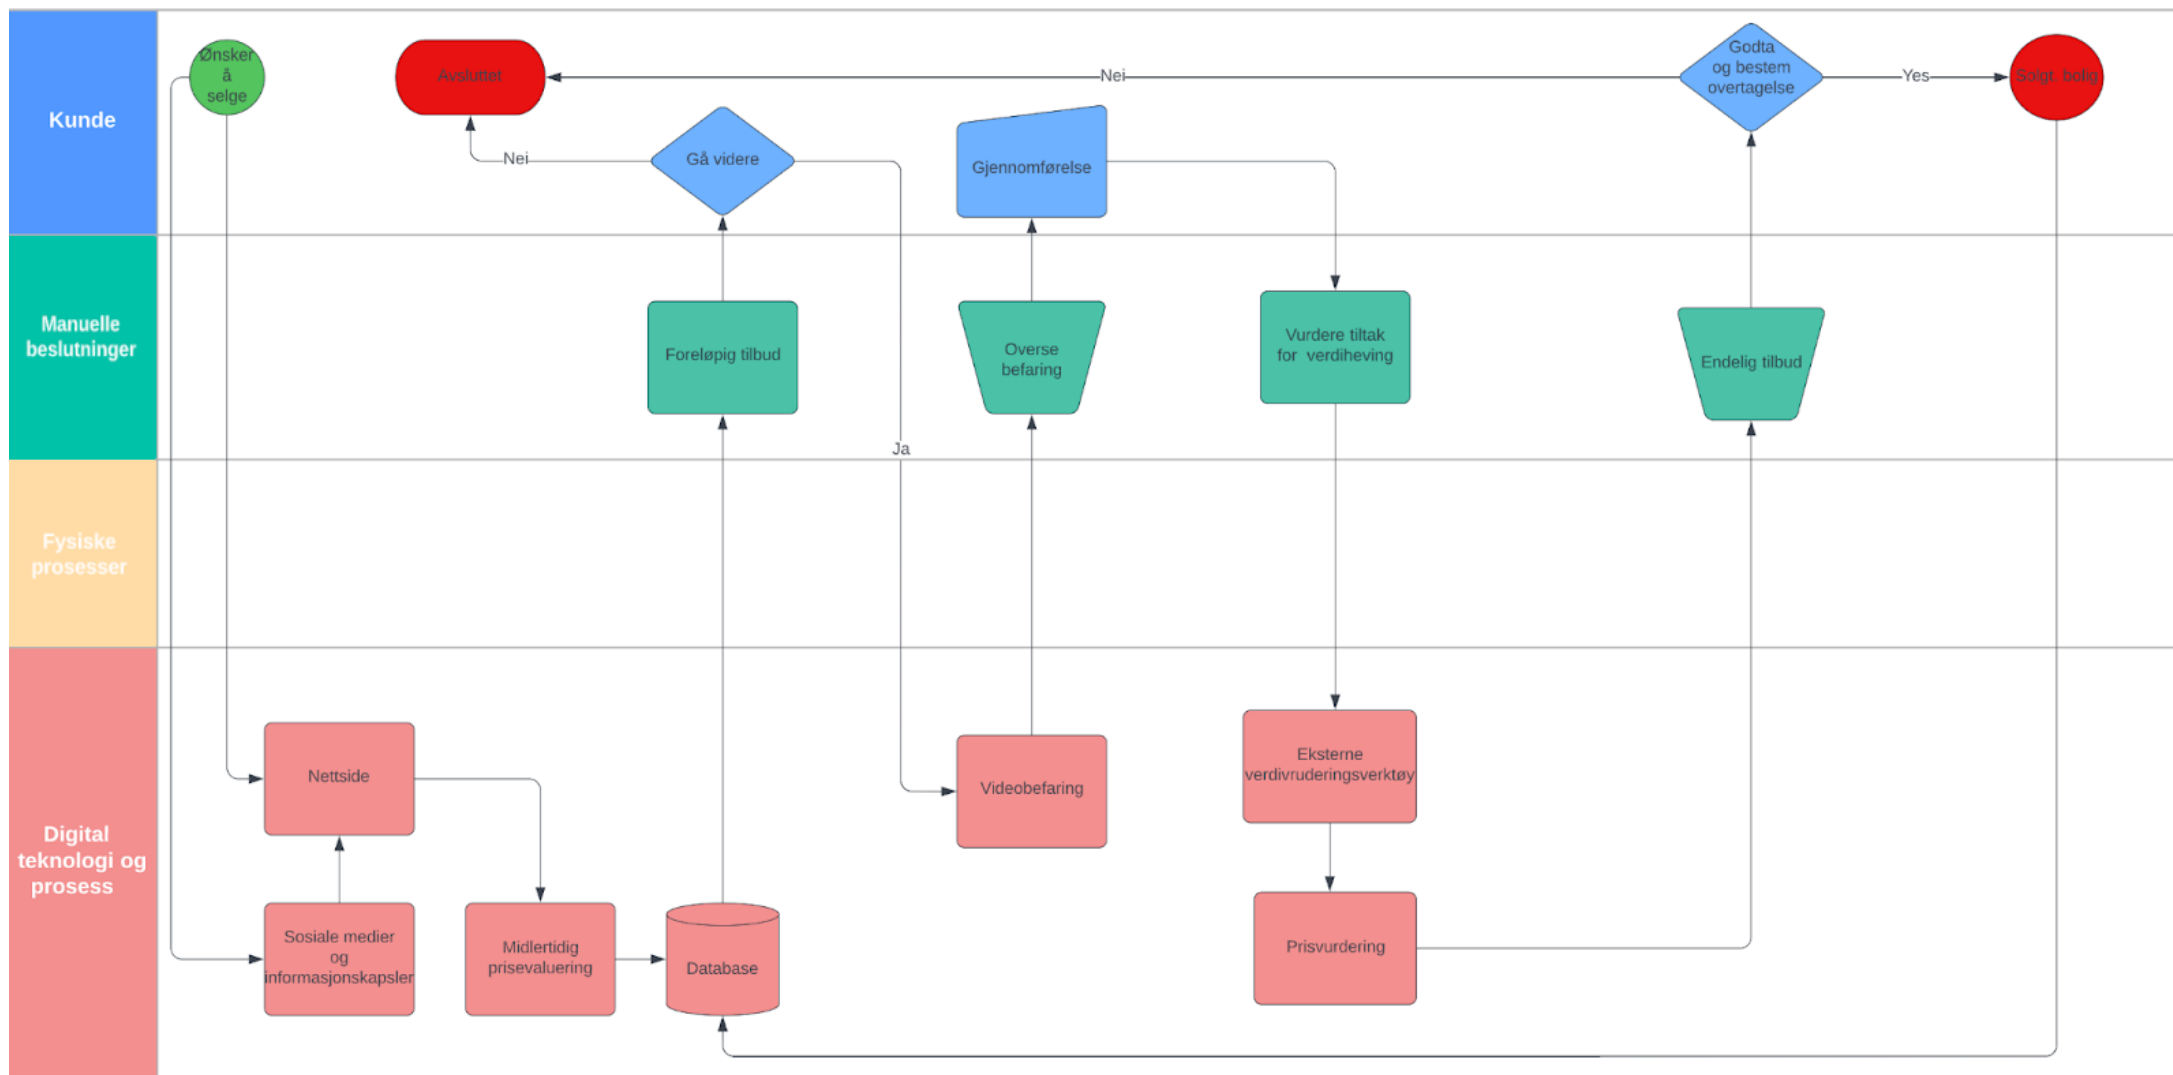 Kunde
Ønsker
å
selge
Avsluttet
Nei
Gå videre
Nei
Gjennomførelse
Godta
og bestem
overtagelse
Yes
Solgt bolig
Manuelle
beslutninger
Foreløpig tilbud
Overse
befaring
Vurdere tiltak
for verdiheving
Endelig tilbud
Ja
Fysiske
prosesser
Digital
teknologi og
prosess
Nettside
Sosiale medier
og
informasjonskapsler
Midlertidig
prisevaluering
Database
Videobefaring
Eksterne
verdivruderingsverktøy
Prisvurdering